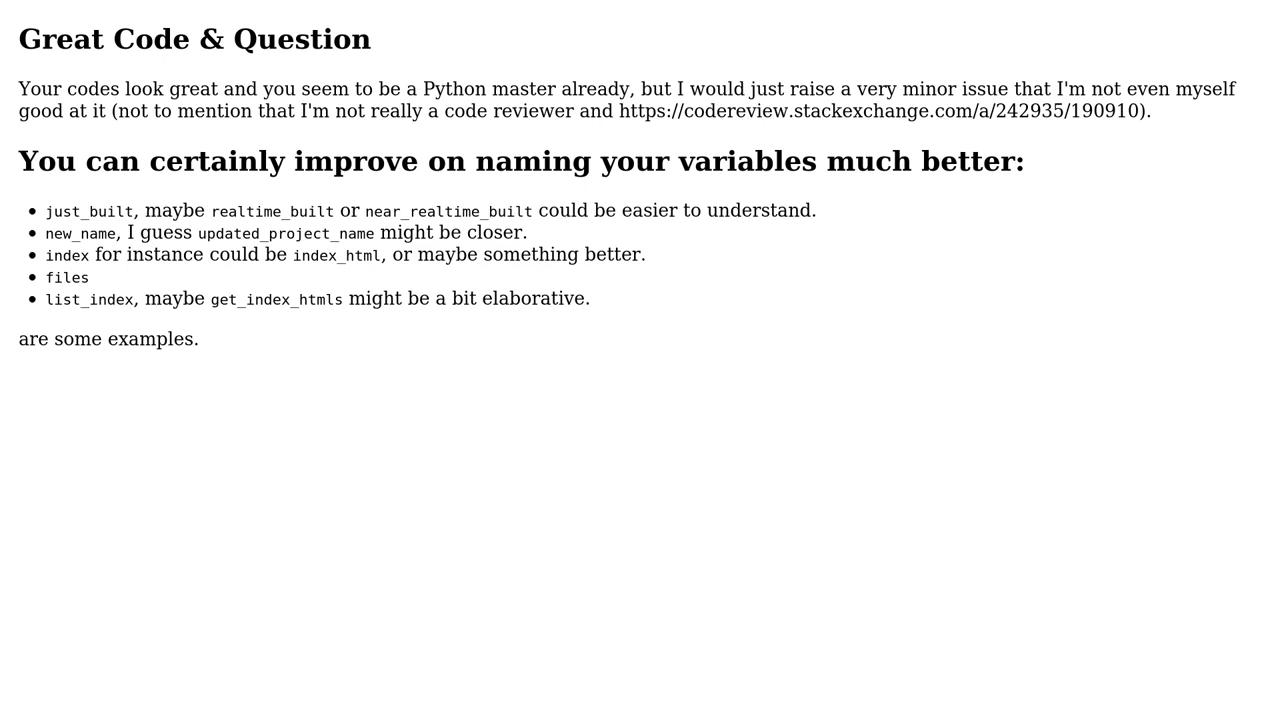 Great Code & Question
Your codes look great and you seem to be a Python master already, but I would just raise a very minor issue that I'm not even myself
good at it (not to mention that I'm not really a code reviewer and https://codereview.stackexchange.com/a/242935/190910).
You can certainly improve on naming your variables much better:
• just_built, maybe realtime_built or near_realtime_built could be easier to understand.
• new_name, I guess updated_project_name might be closer.
• index for instance could be index_html, or maybe something better.
• files
• list_index, maybe get_index_htmls might be a bit elaborative.
are some examples.